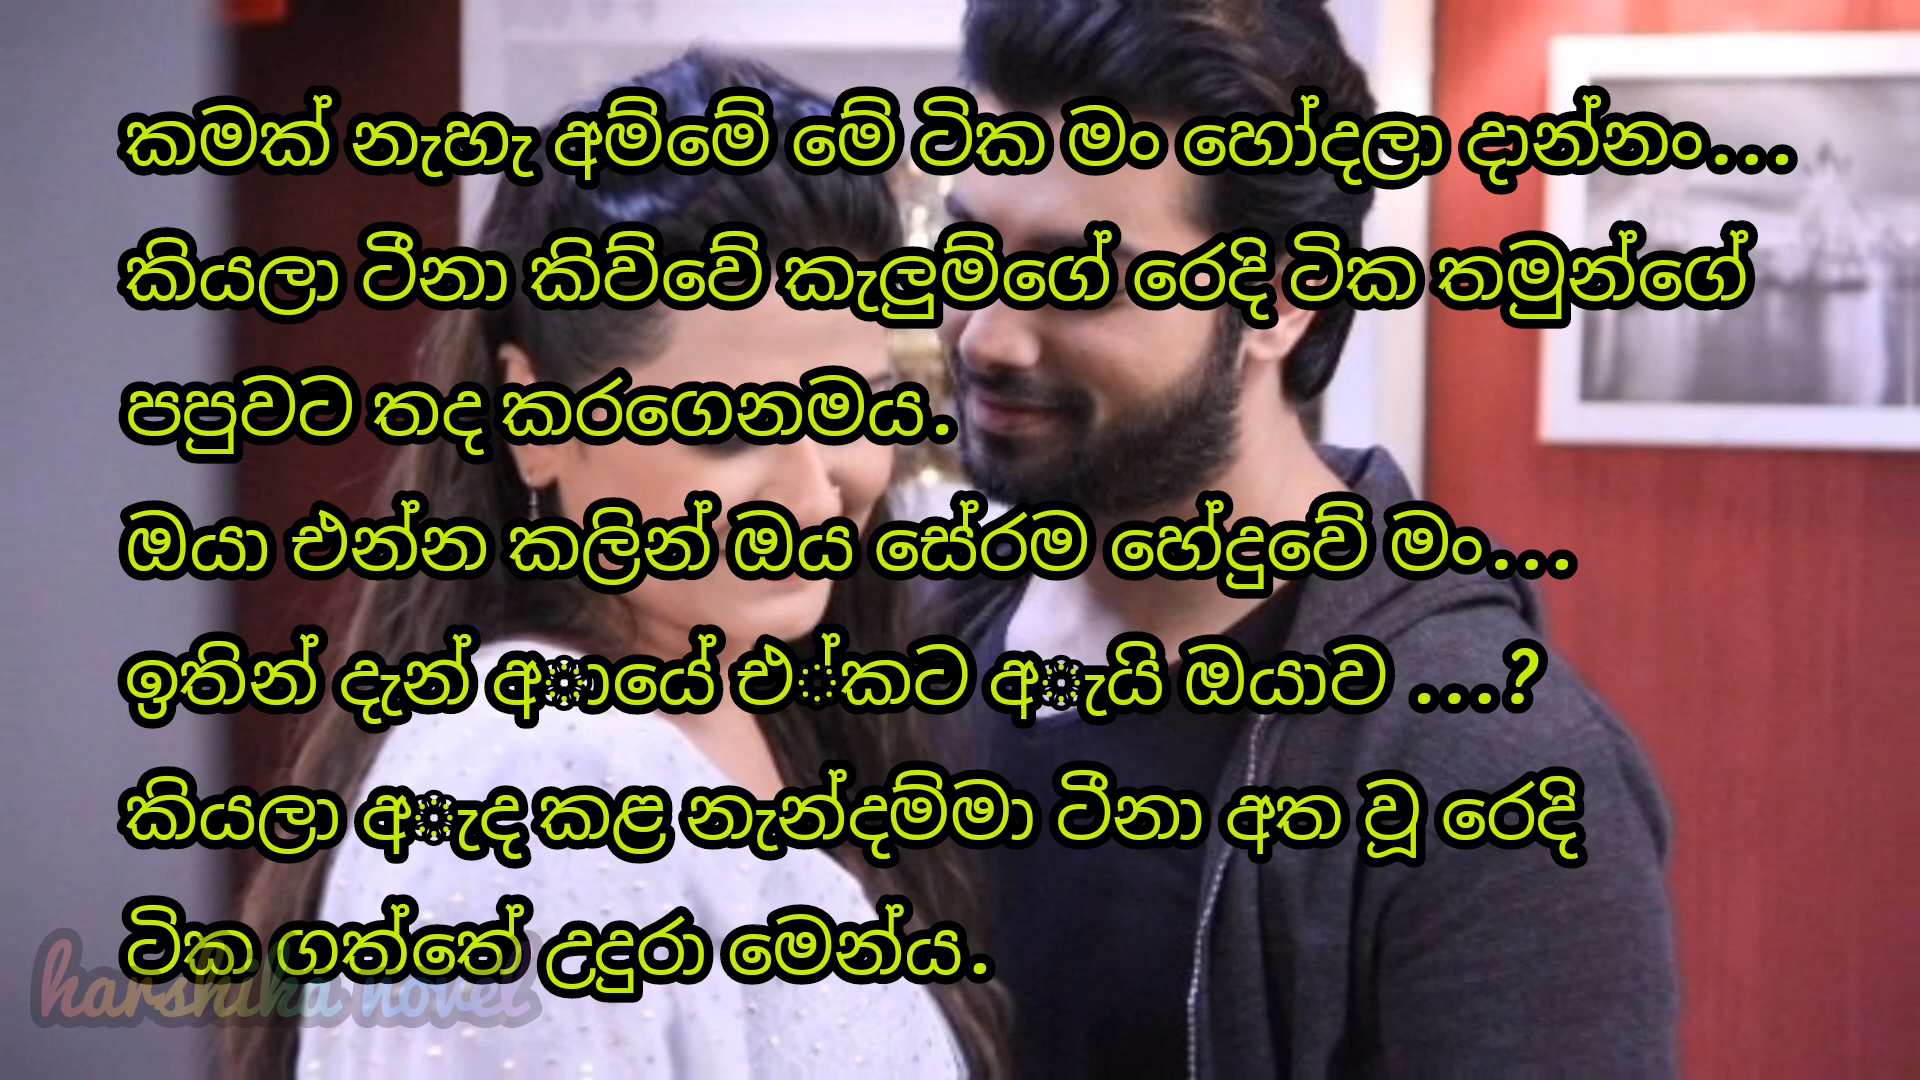 කමක් නැහැ අම්මේ මේ ටික මං හෝදලා දාන්නං...
කියලා ටීනා කිව්වේ කැලුම්ගේ රෙදි ටික තමුන්ගේ
පපුවට තද කරගෙනමය.
ඔයා එන්න කලින් ඔය සේරම හේදුවේ මං...
ඉතින් දැන් අායේ එ්කට අැයි ඔයාව ...?
කියලා අැද කළ නැන්දම්මා ටීනා අත වූ රෙදි
ටික ගත්තේ උදුරා මෙන්ය.
harshika novel